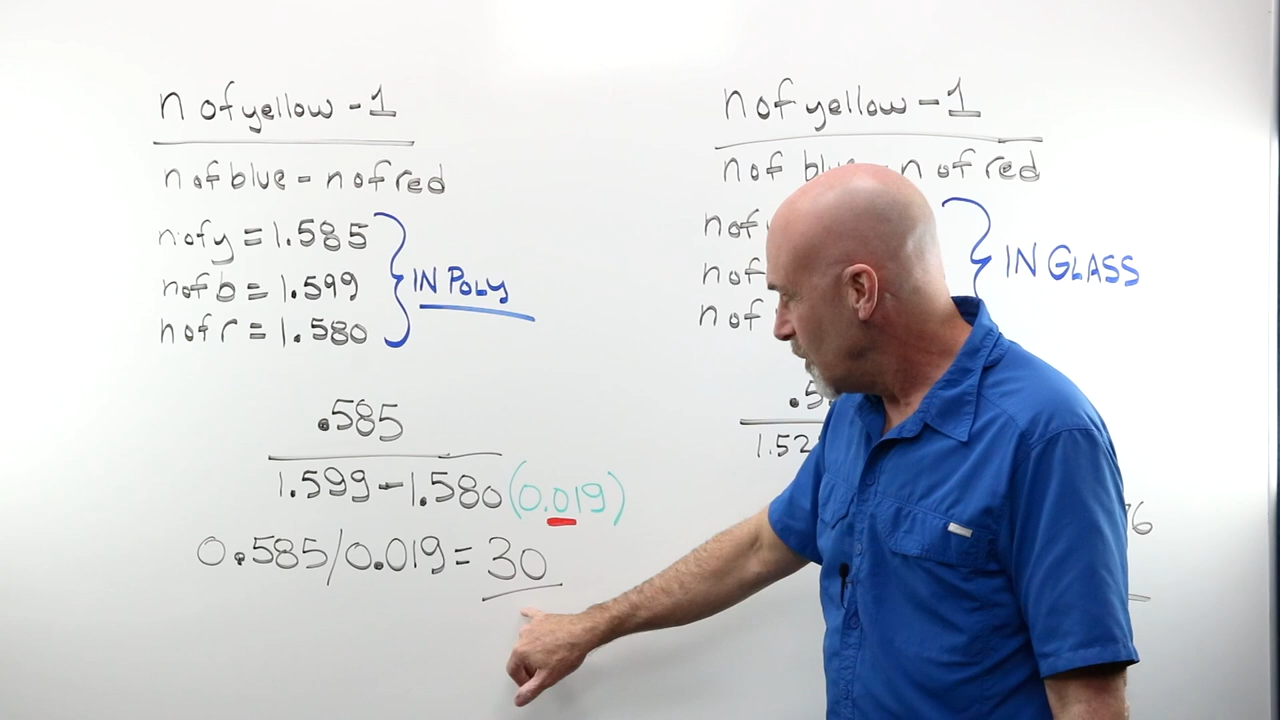 n of yellow - 1
n of blue - n of red
n of y = 1.585
n of b = 1.599
n of r = 1.580
IN POLY
.585
1.599 - 1.580 (0.019)
0.585/0.019 = 30
n of yellow - 1
n of - n of red
n of
n of
n of
IN GLASS
.5
1.52
6